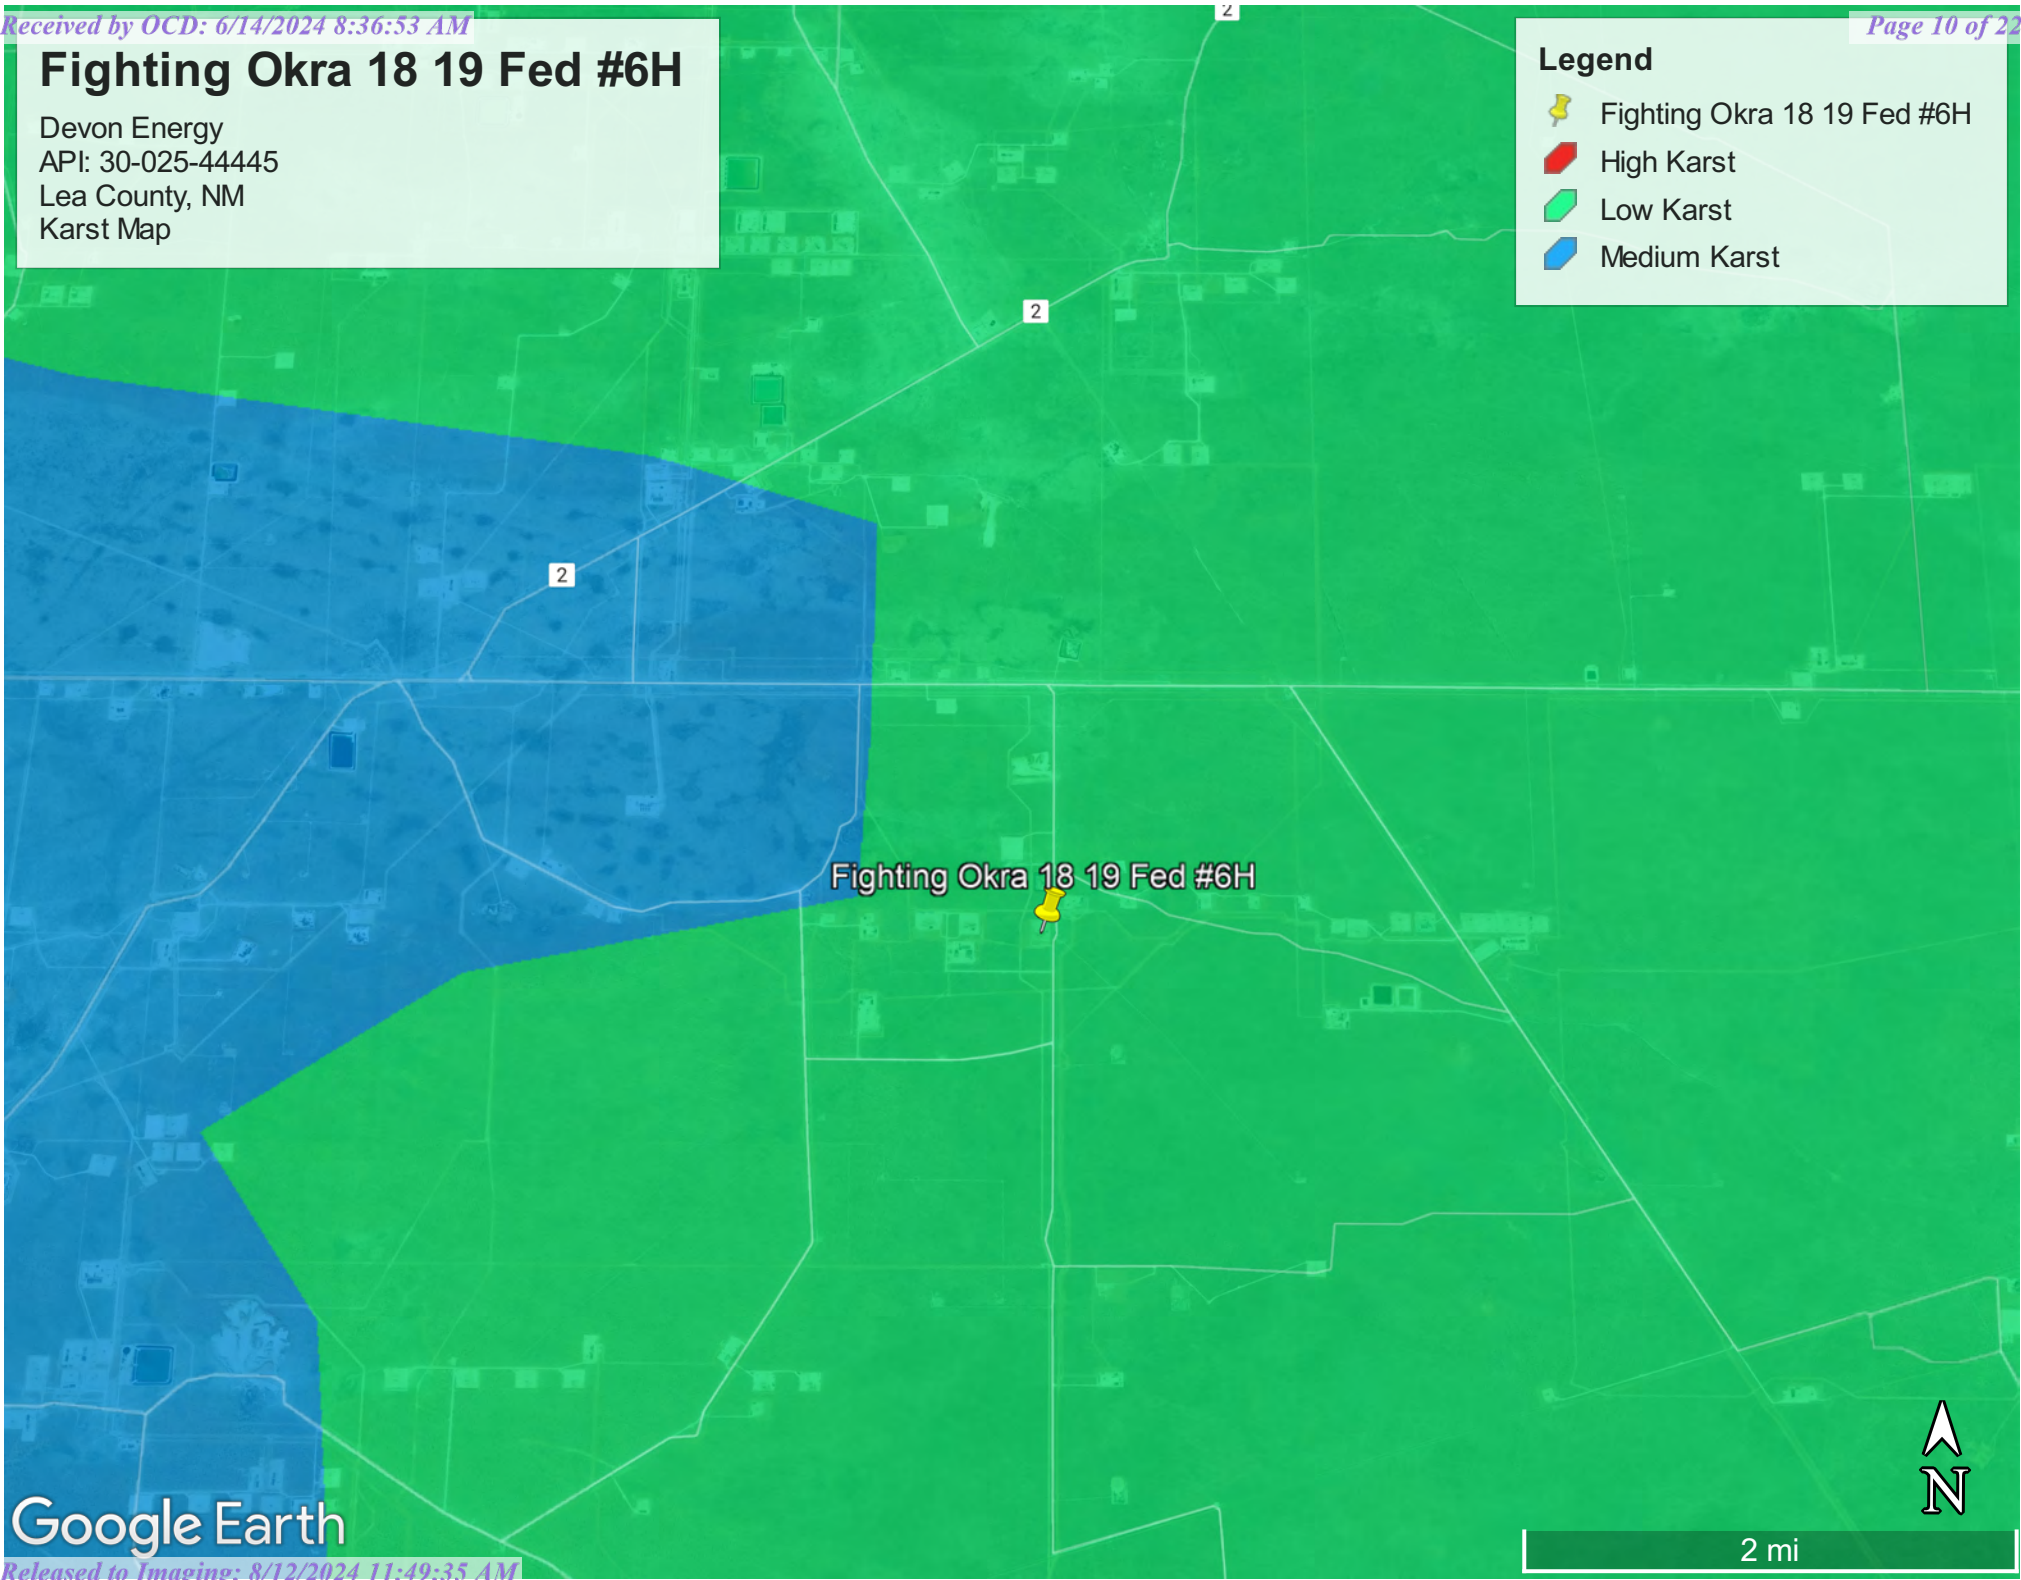 Received by OCD: 6/14/2024 8:36:53 AM
Page 10 of 22
Fighting Okra 18 19 Fed #6H
Devon Energy
API: 30-025-44445
Lea County, NM
Karst Map
Legend
Fighting Okra 18 19 Fed #6H
High Karst
Low Karst
Medium Karst
2
2
2
Fighting Okra 18 19 Fed #6H
N
Google Earth
2 mi
Released to Imaging: 8/12/2024 11:49:35 AM